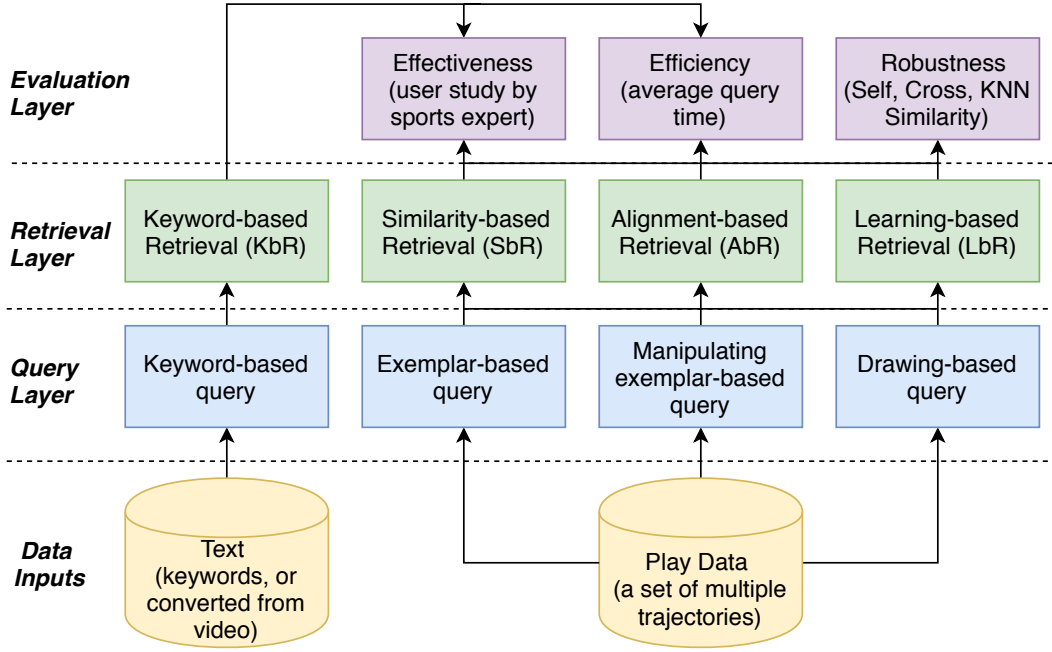 Evaluation
Layer
Effectiveness
(user study by
sports expert)
Efficiency
(average query
time)
Robustness
(Self, Cross, KNN
Similarity)
Retrieval
Layer
Keyword-based
Retrieval (KbR)
Similarity-based
Retrieval (SbR)
Alignment-based
Retrieval (AbR)
Learning-based
Retrieval (LbR)
Query
Layer
Keyword-based
query
Exemplar-based
query
Manipulating
exemplar-based
query
Drawing-based
query
Data
Inputs
Text
(keywords, or
converted from
video)
Play Data
(a set of multiple
trajectories)